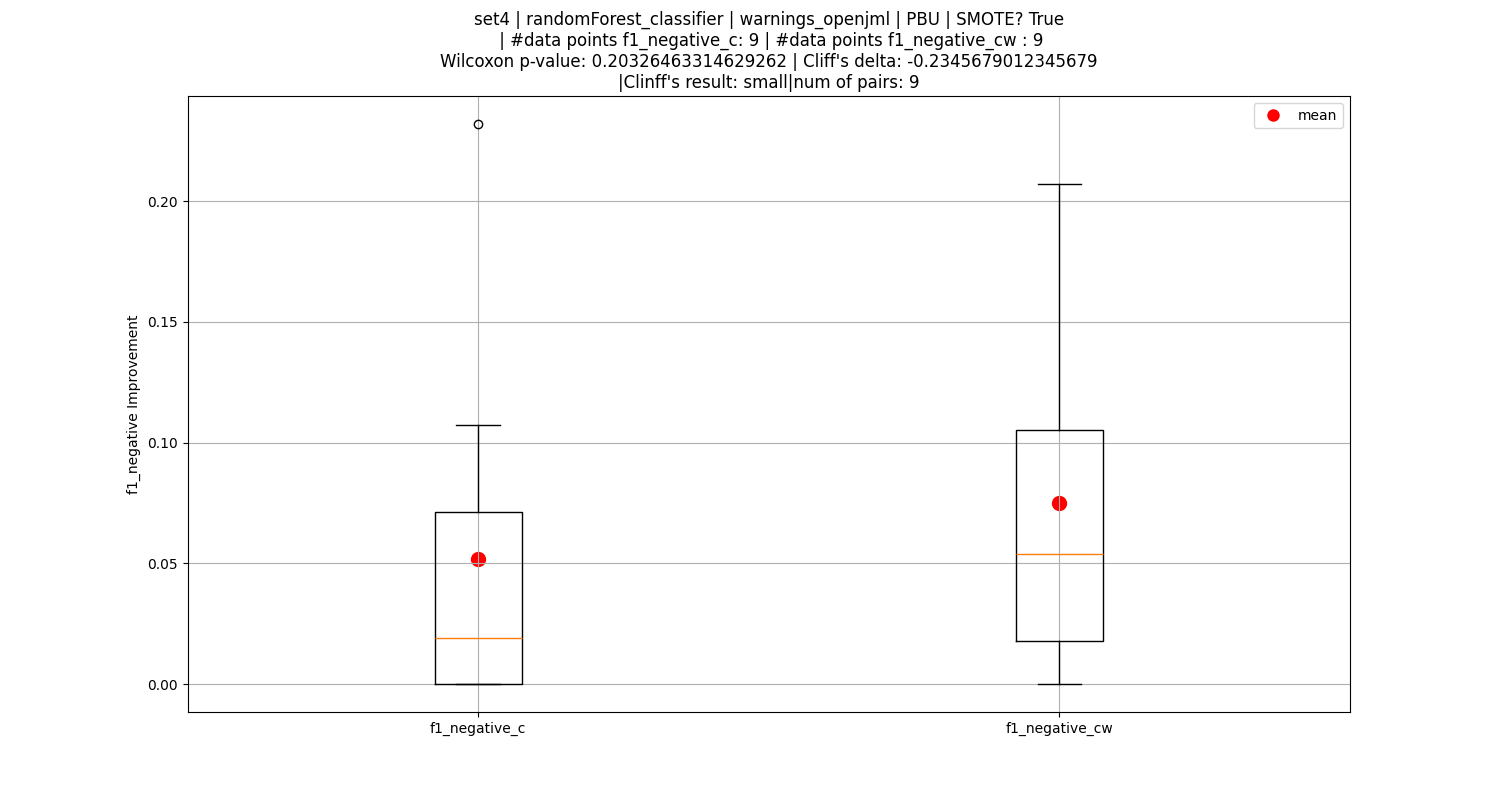 set4 | randomForest_classifier | warnings_openjml | PBU | SMOTE? True
| #data points f1_negative_c: 9 | #data points f1_negative_cw : 9
Wilcoxon p-value: 0.20326463314629262 | Cliff's delta: -0.2345679012345679
|Clinff's result: small|num of pairs: 9
mean
0.20
0.15
0.10
0.05
0.00
f1_negative Improvement
f1_negative_c
f1_negative_cw